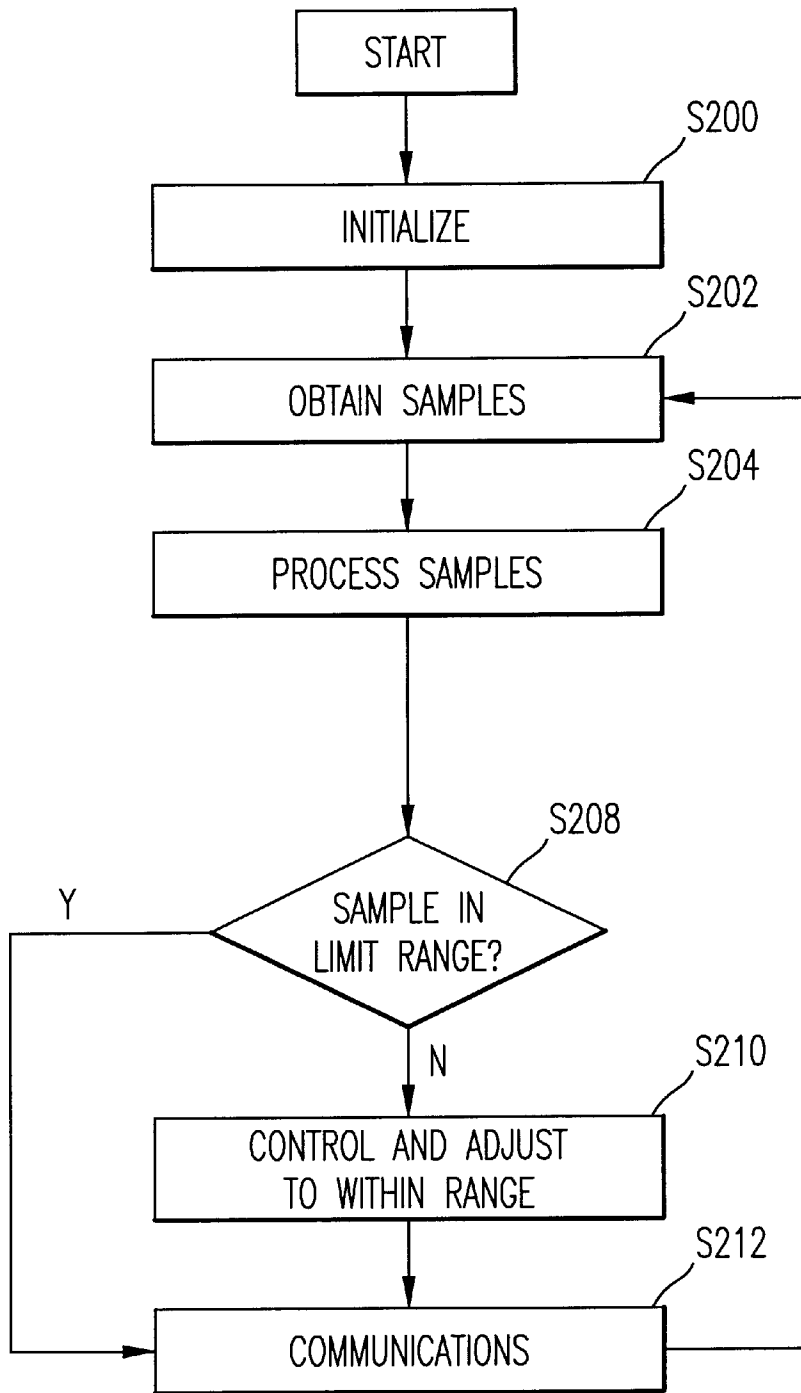 START
S200
INITIALIZE
S202
OBTAIN SAMPLES
S204
PROCESS SAMPLES
S208
Y
SAMPLE IN
LIMIT RANGE?
N
S210
CONTROL AND ADJUST
TO WITHIN RANGE
S212
COMMUNICATIONS